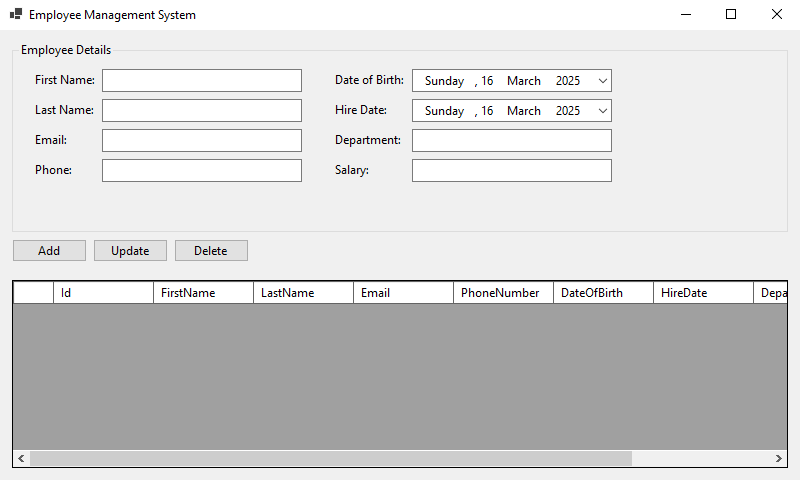 Employee Management System
Employee Details
First Name:
Date of Birth: Sunday , 16 March 2025
Last Name:
Hire Date: Sunday , 16 March 2025
Email:
Department:
Phone:
Salary:
Add Update Delete
Id FirstName LastName Email PhoneNumber DateOfBirth HireDate Depa